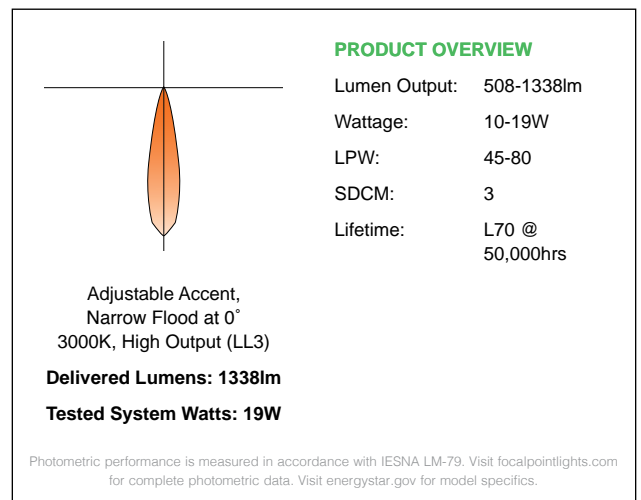 PRODUCT OVERVIEW
Lumen Output: 508-1338lm
Wattage: 10-19W
LPW: 45-80
SDCM: 3
Lifetime: L70 @
50,000hrs
Adjustable Accent,
Narrow Flood at 0˚
3000K, High Output (LL3)
Delivered Lumens: 1338lm
Tested System Watts: 19W
Photometric performance is measured in accordance with IESNA LM-79. Visit focalpointlights.com
for complete photometric data. Visit energystar.gov for model specifics.